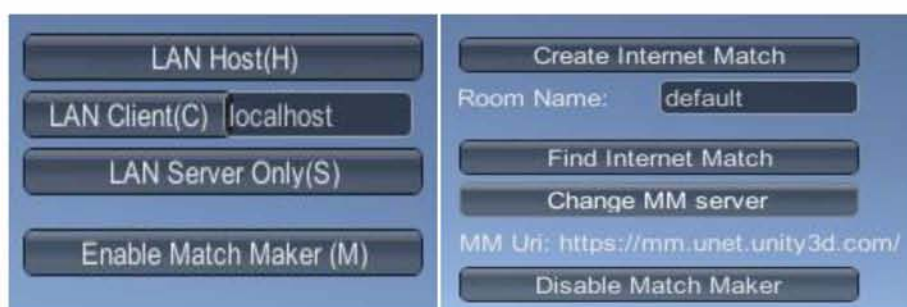 LAN Host(H)
LAN Client(C) localhost
LAN Server Only(S)
Enable Match Maker (M)
Create Internet Match
Room Name: default
Find Internet Match
Change MM server
MM Uri: https://mm.unet.unity3d.com/
Disable Match Maker